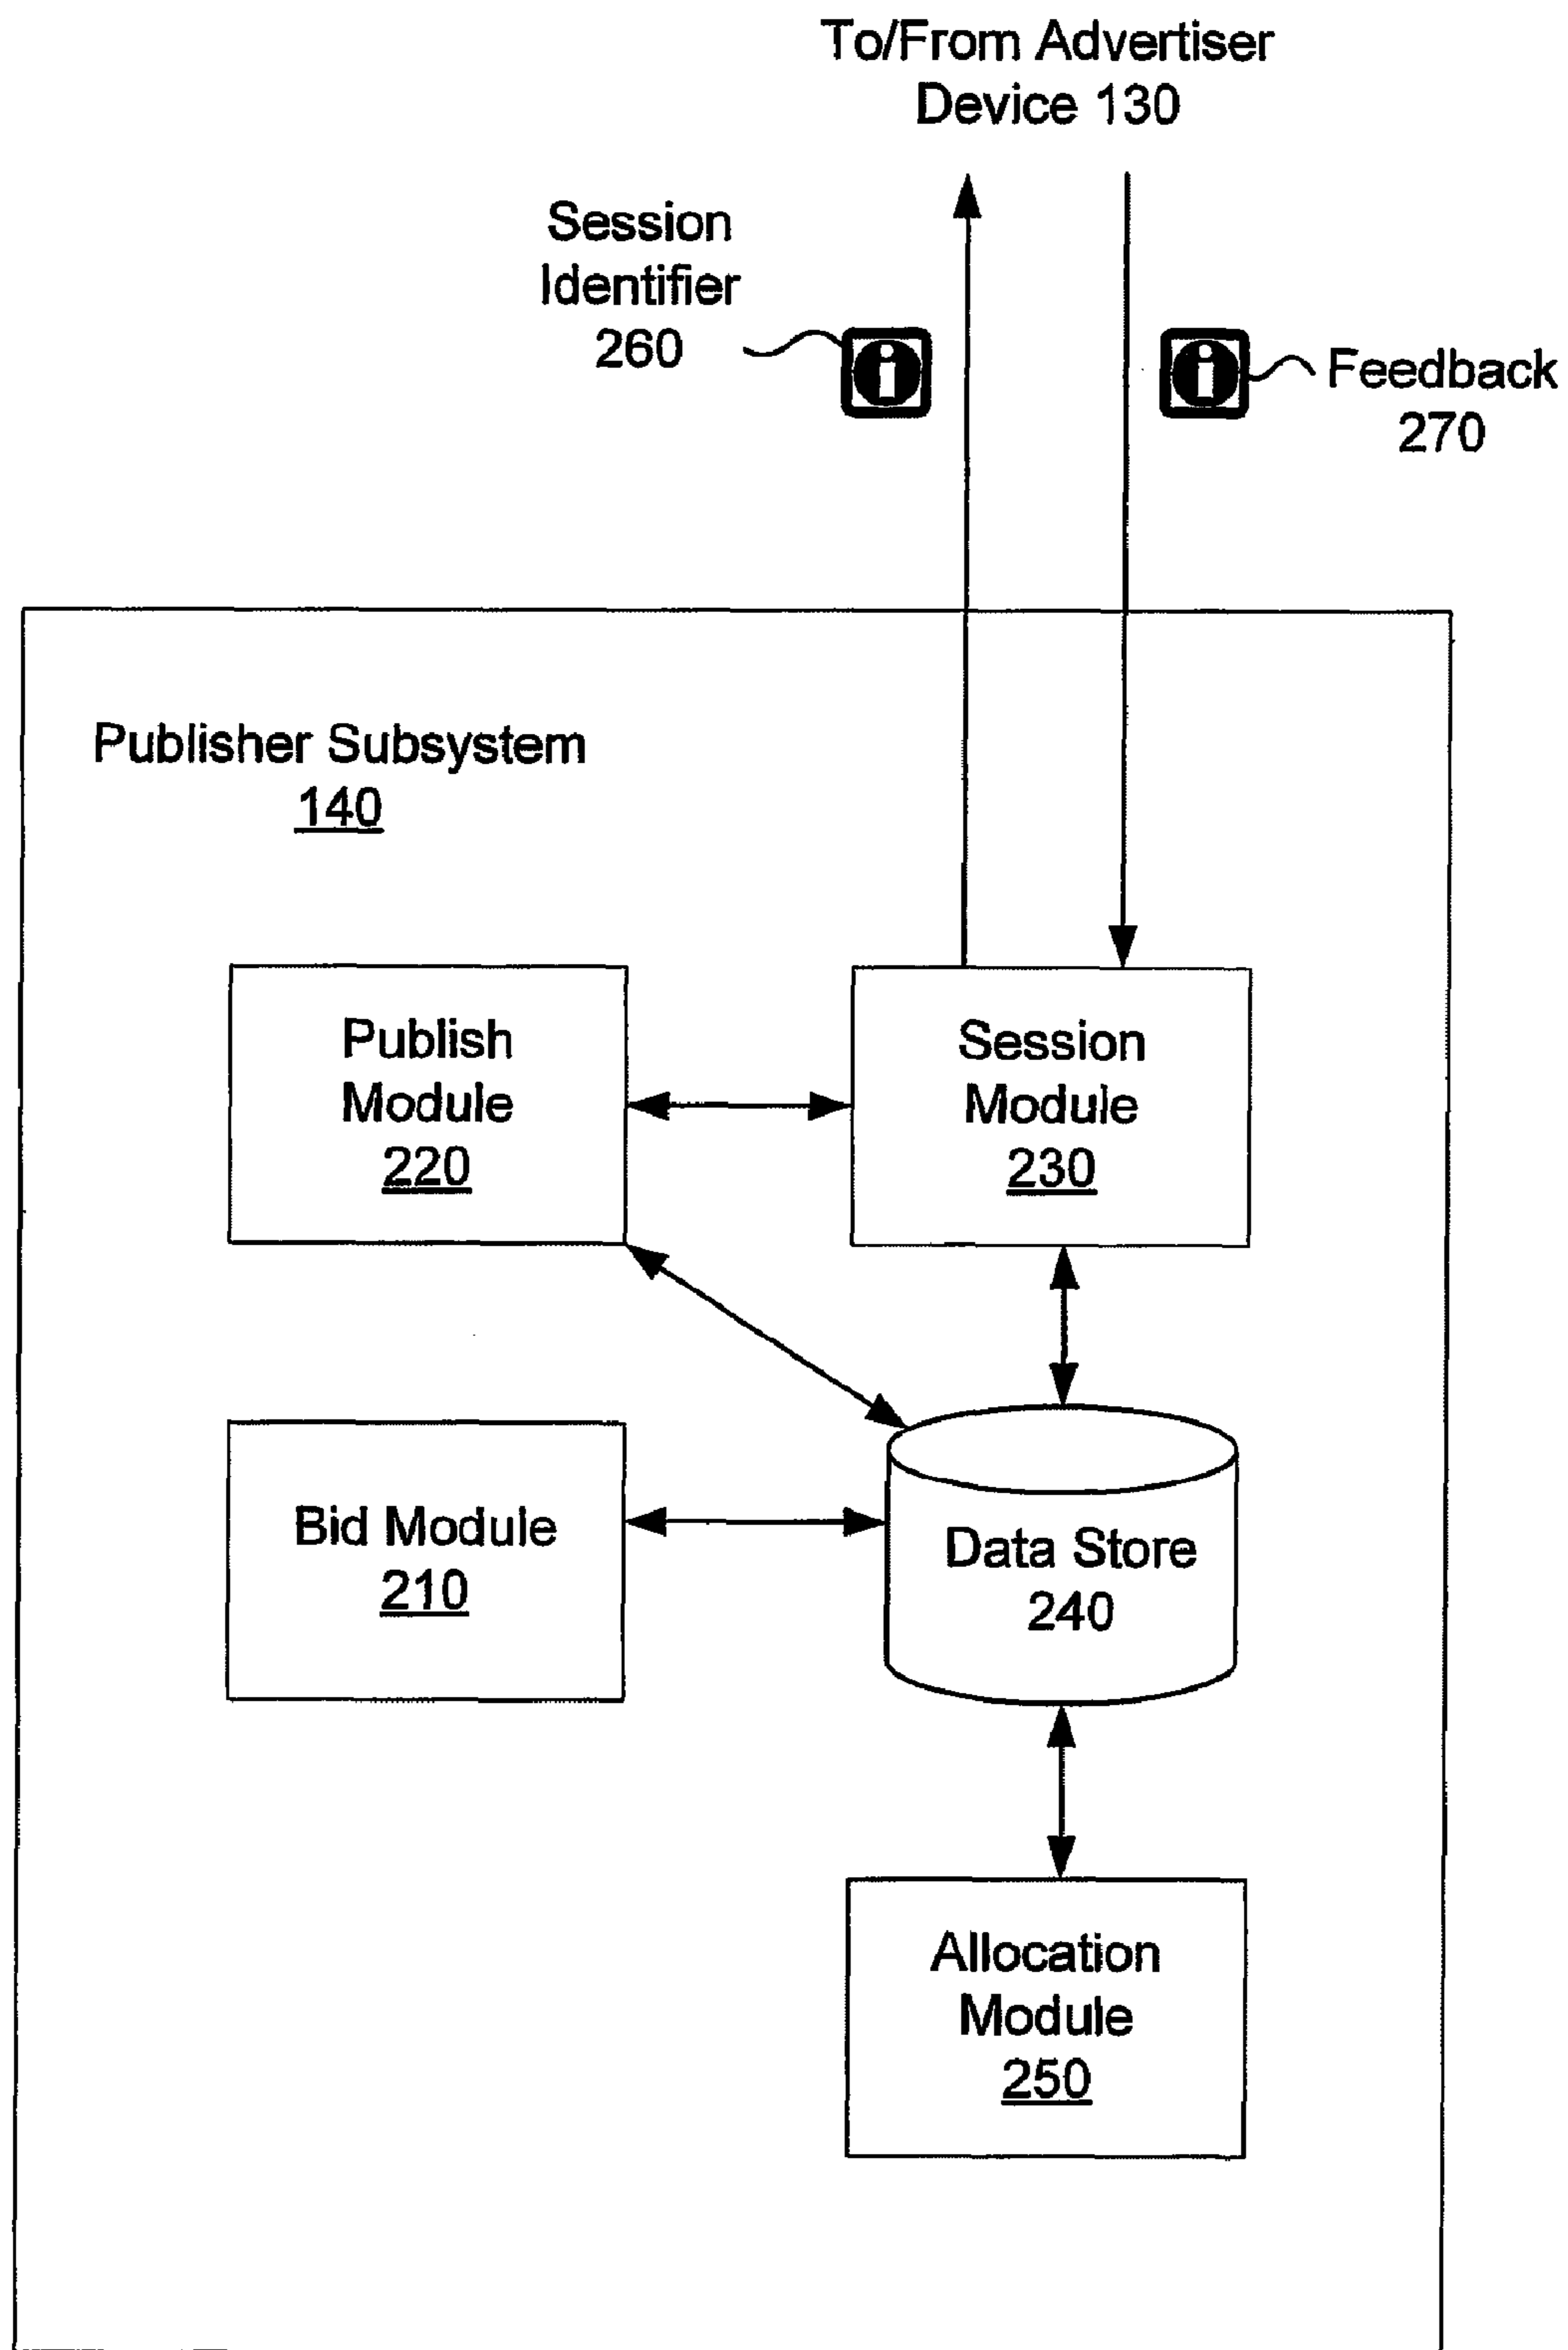 To/From Advertiser
Device 130
Session
Identifier
260
Feedback
270
Publisher Subsystem
140
Publish
Module
220
Session
Module
230
Bid Module
210
Data Store
240
Allocation
Module
250